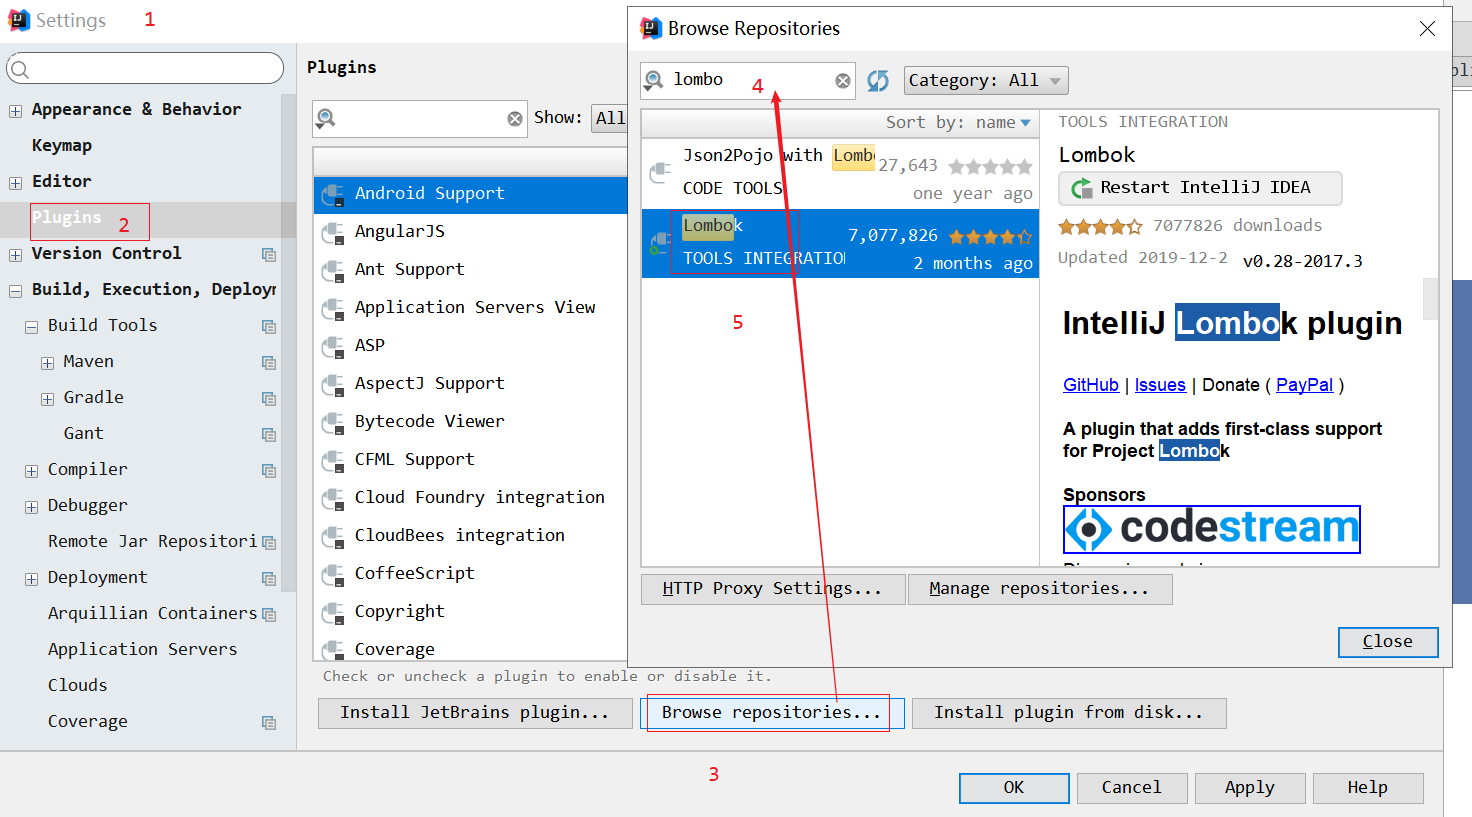 Settings
1
Appearance & Behavior
Keymap
Editor
Plugins
2
Version Control
Build, Execution, Deploym
Build Tools
Maven
Gradle
Gant
Compiler
Debugger
Remote Jar Repositori
Deployment
Arquillian Containers
Application Servers
Clouds
Coverage
Plugins
Show: All
Android Support
AngularJS
Ant Support
Application Servers View
ASP
AspectJ Support
Bytecode Viewer
CFML Support
Cloud Foundry integration
CloudBees integration
CoffeeScript
Copyright
Coverage
Check or uncheck a plugin to enable or disable it.
Install JetBrains plugin...
Browse repositories...
Install plugin from disk...
3
OK
Cancel
Apply
Help
Browse Repositories
lombo
4
Category: All
Sort by: name
Json2Pojo with Lombo
27,643
CODE TOOLS
one year ago
Lombok
7,077,826
TOOLS INTEGRATION
2 months ago
5
TOOLS INTEGRATION
Lombok
Restart IntelliJ IDEA
7077826 downloads
Updated 2019-12-2 v0.28-2017.3
IntelliJ Lombok plugin
GitHub | Issues | Donate ( PayPal )
A plugin that adds first-class support
for Project Lombok
Sponsors
codestream
HTTP Proxy Settings...
Manage repositories...
Close